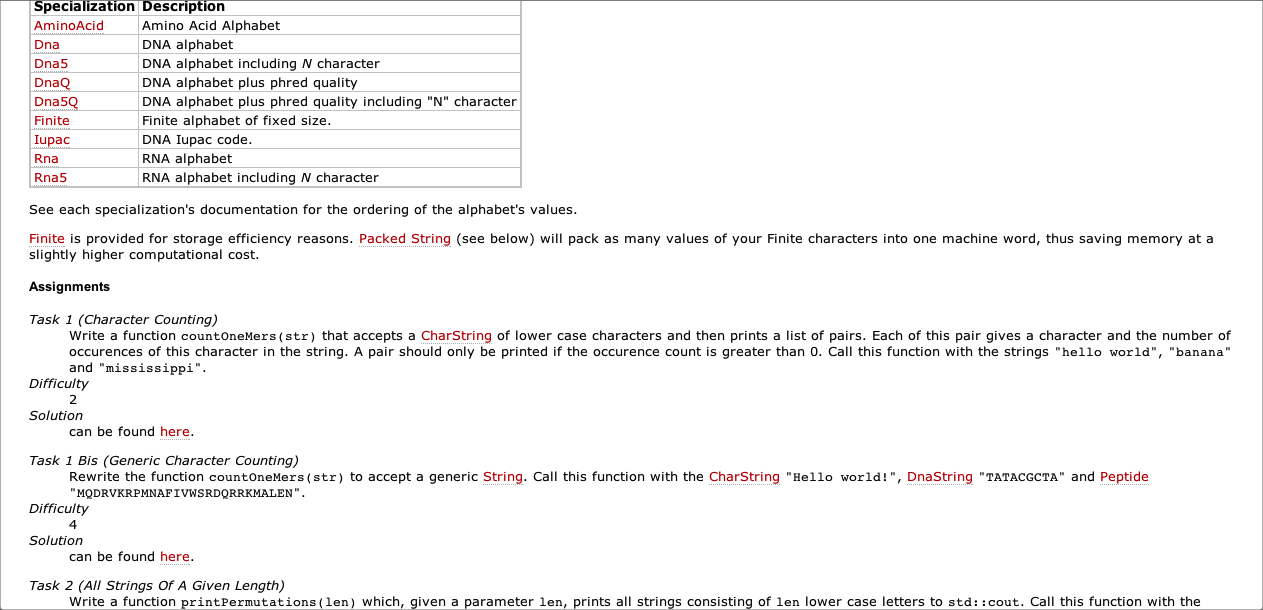 Specialization Description
AminoAcid Amino Acid Alphabet
Dna DNA alphabet
Dna5 DNA alphabet including N character
DnaQ DNA alphabet plus phred quality
Dna5Q DNA alphabet plus phred quality including "N" character
Finite Finite alphabet of fixed size.
Iupac DNA Iupac code.
Rna RNA alphabet
Rna5 RNA alphabet including N character
See each specialization's documentation for the ordering of the alphabet's values.
Finite is provided for storage efficiency reasons. Packed String (see below) will pack as many values of your Finite characters into one machine word, thus saving memory at a
slightly higher computational cost.
Assignments
Task 1 (Character Counting)
Write a function countOneMers(str) that accepts a CharString of lower case characters and then prints a list of pairs. Each of this pair gives a character and the number of
occurences of this character in the string. A pair should only be printed if the occurence count is greater than 0. Call this function with the strings "hello world", "banana"
and "mississippi".
Difficulty
2
Solution
can be found here.
Task 1 Bis (Generic Character Counting)
Rewrite the function countOneMers(str) to accept a generic String. Call this function with the CharString "Hello world!", DnaString "TATACGCTA" and Peptide
"MQDRVKRPMNAFIVWSRDQRRKMALEN".
Difficulty
4
Solution
can be found here.
Task 2 (All Strings Of A Given Length)
Write a function printPermutations(len) which, given a parameter len, prints all strings consisting of len lower case letters to std::cout. Call this function with the